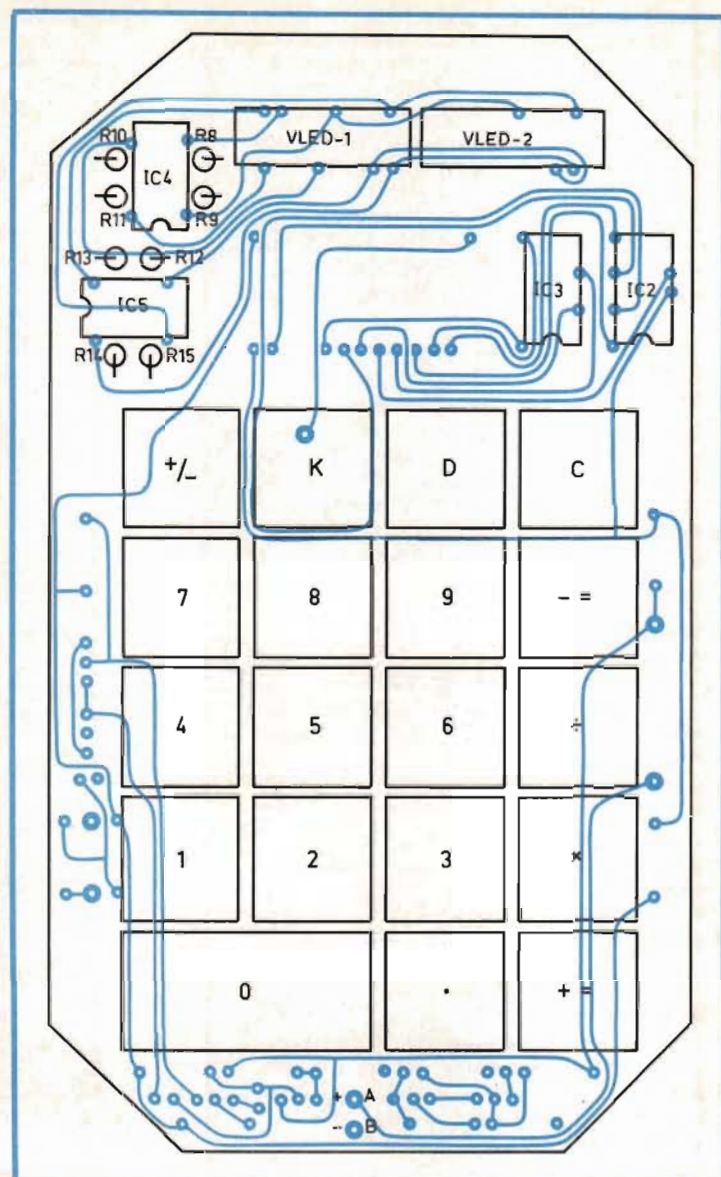 VLED-1 VLED-2
R10 R8
IC4
R11 R9
R13 R12
IC5 IC3 IC2
R14 R15
+/_ K D C
7 8 9 - =
4 5 6 ÷
1 2 3 ×
0 . + =
+ A
- B